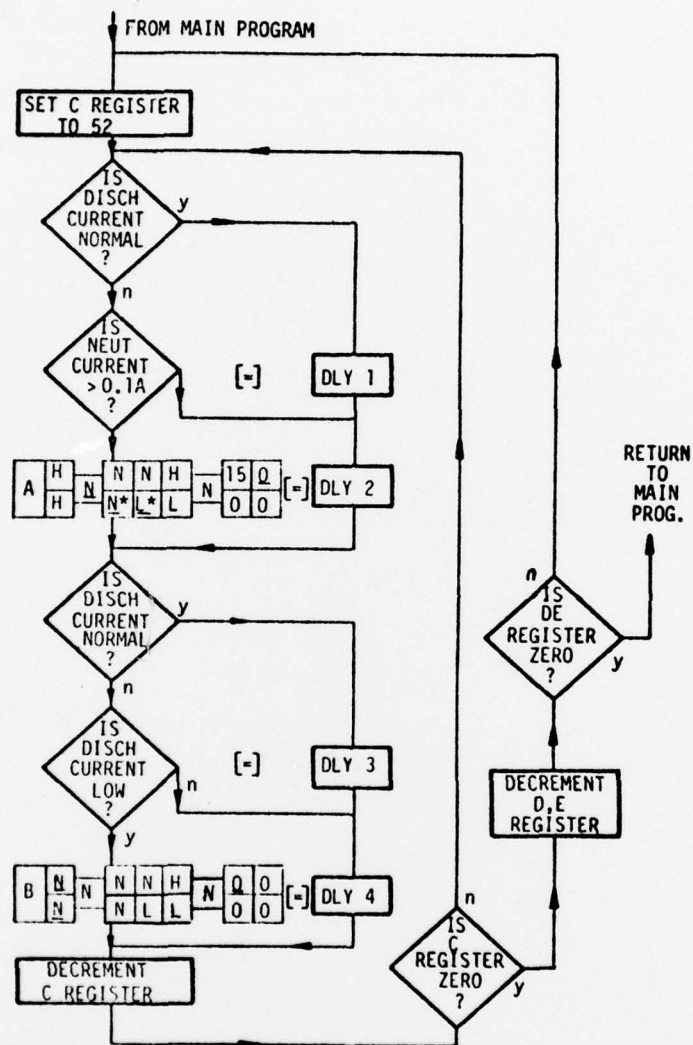 FROM MAIN PROGRAM
SET C REGISTER
TO 52
IS
DISCH
CURRENT
NORMAL
?
y
n
IS
NEUT
CURRENT
>0.1A
?
[=]
DLY 1
A H N N N H N 15 Q [=] DLY 2
H N* L* L 0 0
IS
DISCH
CURRENT
NORMAL
?
y
n
IS
DISCH
CURRENT
LOW
?
n
y
[=]
DLY 3
B N N N N H N Q 0 [=] DLY 4
N N L L 0 0
DECREMENT
C REGISTER
IS
C
REGISTER
ZERO
?
n
y
DECREMENT
D,E
REGISTER
IS
DE
REGISTER
ZERO
?
n
y
RETURN
TO
MAIN
PROG.